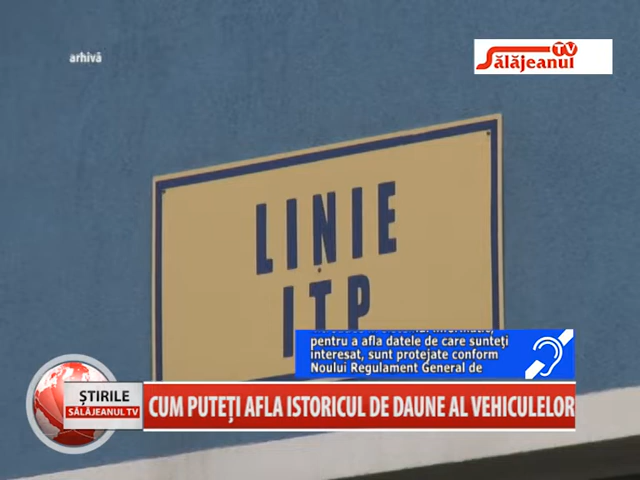 arhivă
Sălăjeanul TV
LINIE
ITP
pentru a afla datele de care sunteți
interesat, sunt protejate conform
Noului Regulament General de
ȘTIRILE
SĂLĂJEANUL TV
CUM PUTEȚI AFLA ISTORICUL DE DAUNE AL VEHICULELOR